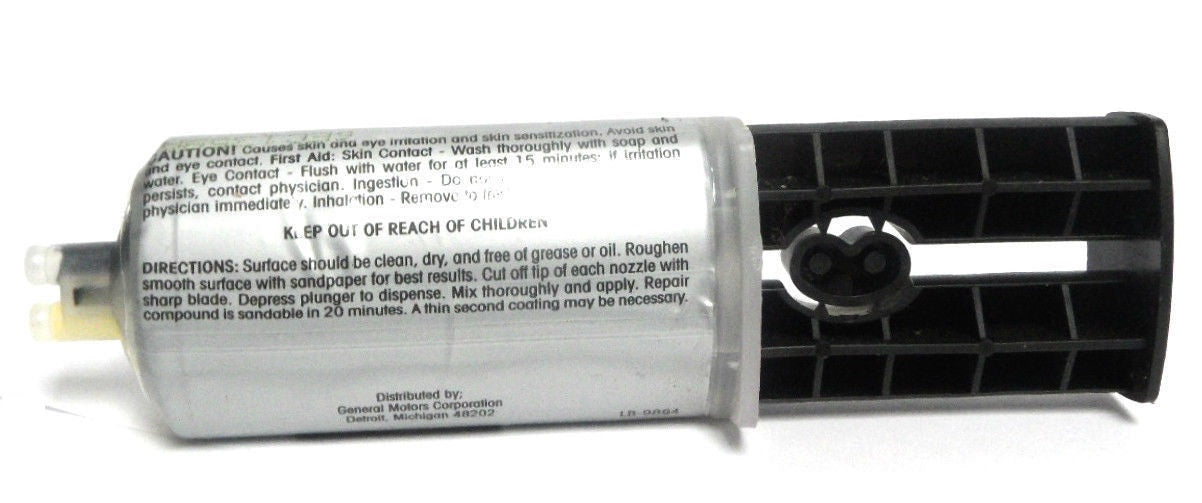 CAUTION! Causes skin and eye irritation and skin sensitization. Avoid skin
and eye contact. First Aid: Skin Contact - Wash thoroughly with soap and
water. Eye Contact - Flush with water for at least 15 minutes; if irritation
persists, contact physician. Ingestion -
physician immediately. Inhalation - Remove to
KEEP OUT OF REACH OF CHILDREN
DIRECTIONS: Surface should be clean, dry, and free of grease or oil. Roughen
smooth surface with sandpaper for best results. Cut off tip of each nozzle with
sharp blade. Depress plunger to dispense. Mix thoroughly and apply. Repair
compound is sandable in 20 minutes. A thin second coating may be necessary.
Distributed by:
General Motors Corporation
Detroit, Michigan 48202
LB-9864